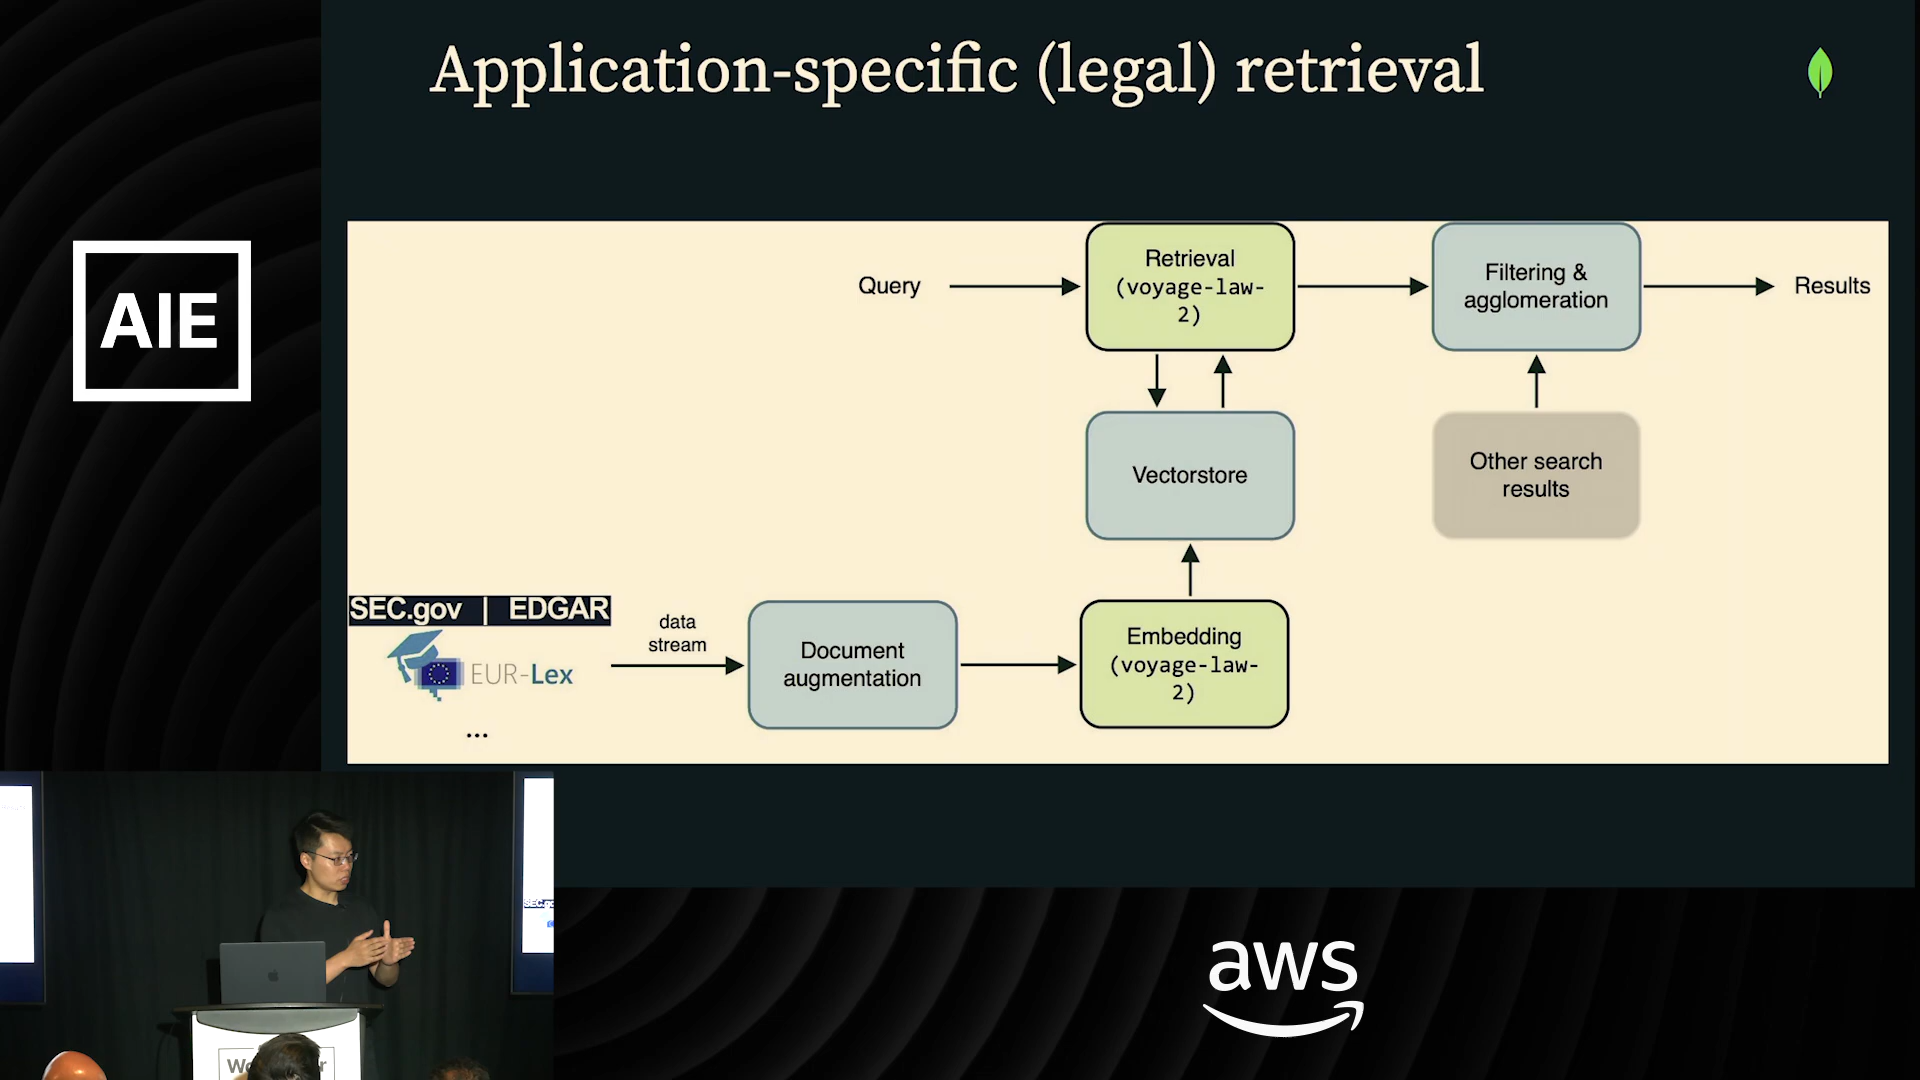 Application-specific (legal) retrieval
AIE
Query
Retrieval
(voyage-law-
2)
Filtering &
agglomeration
Results
Vectorstore
Other search
results
SEC.gov | EDGAR
EUR-Lex
...
data
stream
Document
augmentation
Embedding
(voyage-law-
2)
aws